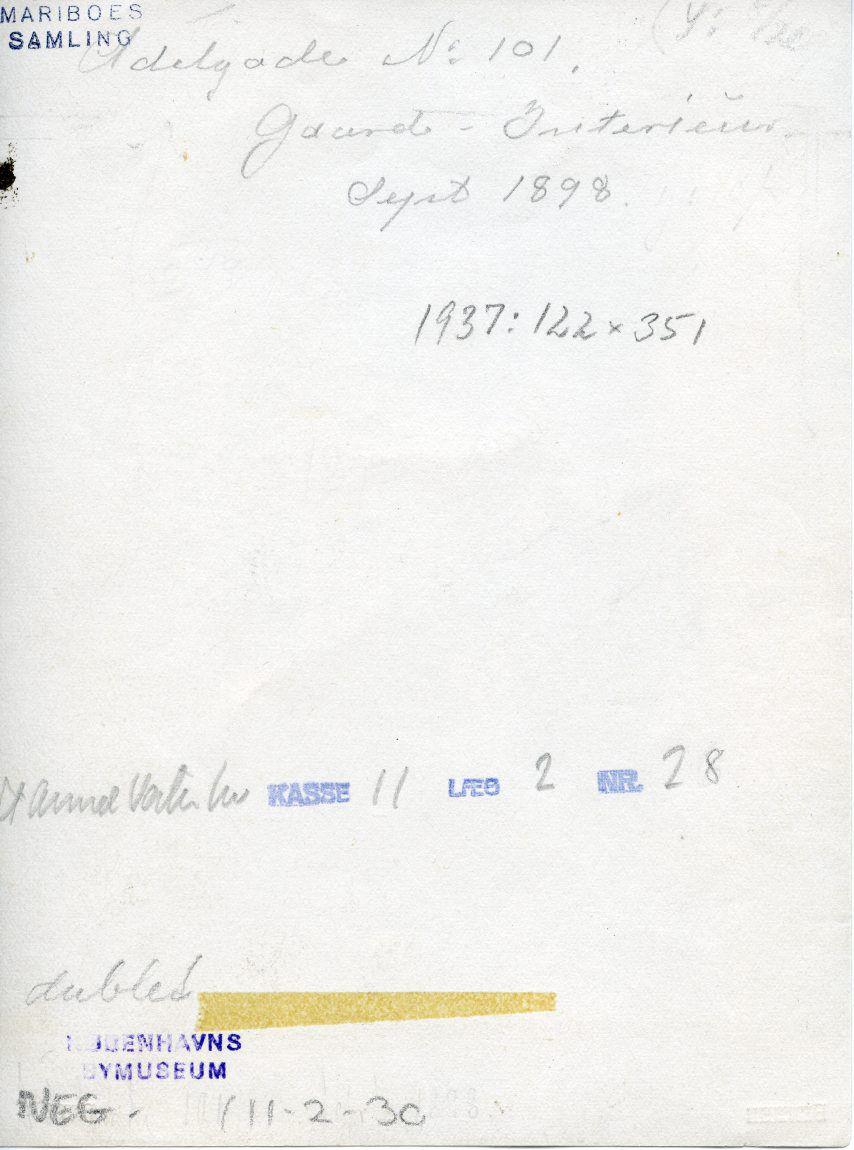 MARIBOES
SAMLING
Adelgade No: 101.
Gaard - Interieur.
Sept 1898.
1937: 122 x 351
KASSE 11 LÆG 2 NR. 28
dublet
KØBENHAVNS
BYMUSEUM
NEG. 11-2-30